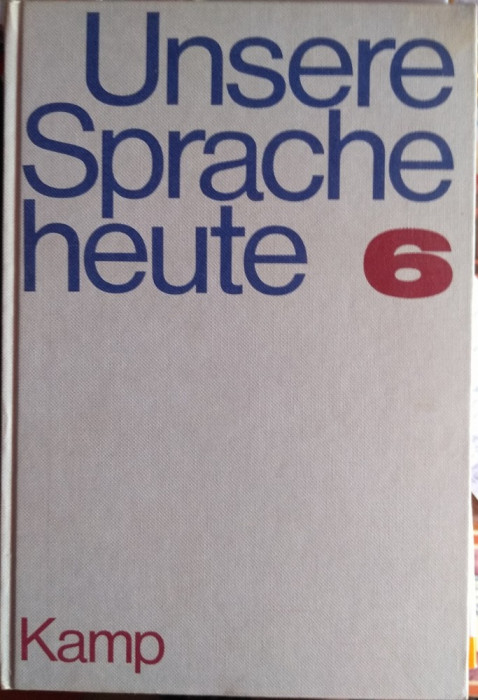 Unsere
Sprache
heute 6
Kamp